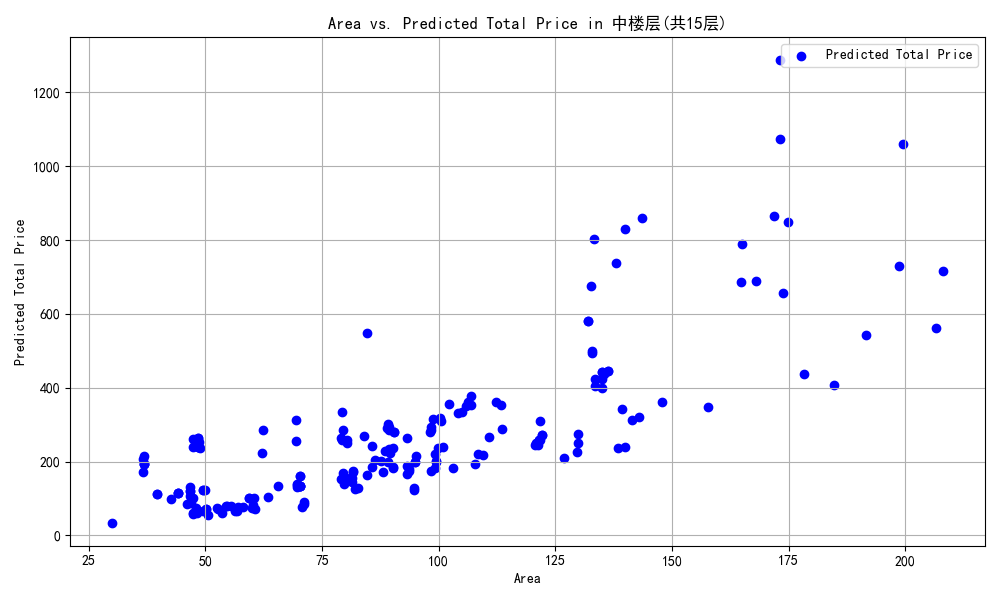 Area vs. Predicted Total Price in 中楼层(共15层)
Predicted Total Price
Predicted Total Price
1200
1000
800
600
400
200
0
25 50 75 100 125 150 175 200
Area